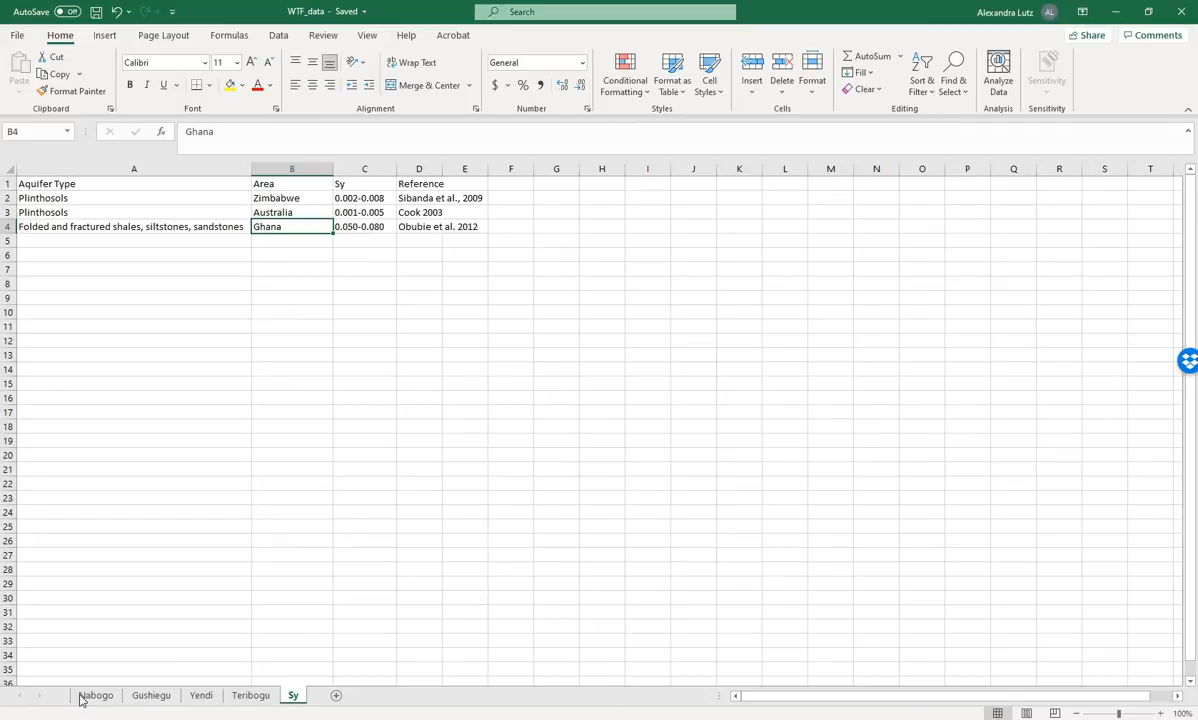 AutoSave Off WTF_data - Saved Search Alexandra Lutz AL
File Home Insert Page Layout Formulas Data Review View Help Acrobat Share Comments
Paste Cut Copy Format Painter Clipboard
Calibri 11 B I U A Font
Wrap Text Merge & Center Alignment
General $ % Number
Conditional Formatting Format as Table Cell Styles Styles
Insert Delete Format Cells
AutoSum Fill Clear Sort & Filter Find & Select Editing
Analyze Data Analysis
Sensitivity Sensitivity
B4 fx Ghana
A B C D E F G H I J K L M N O P Q R S T
1 Aquifer Type Area Sy Reference
2 Plinthosols Zimbabwe 0.002-0.008 Sibanda et al., 2009
3 Plinthosols Australia 0.001-0.005 Cook 2003
4 Folded and fractured shales, siltstones, sandstones Ghana 0.050-0.080 Obubie et al. 2012
5
6
7
8
9
10
11
12
13
14
15
16
17
18
19
20
21
22
23
24
25
26
27
28
29
30
31
32
33
34
35
36
Nabogo Gushiegu Yendi Teribogu Sy
100%